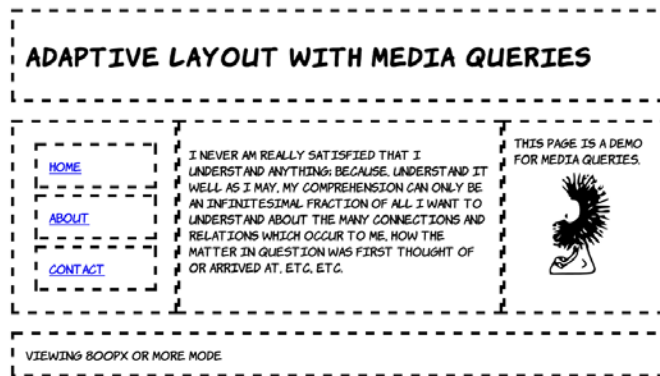 ADAPTIVE LAYOUT WITH MEDIA QUERIES
HOME
ABOUT
CONTACT
I NEVER AM REALLY SATISFIED THAT I
UNDERSTAND ANYTHING; BECAUSE, UNDERSTAND IT
WELL AS I MAY, MY COMPREHENSION CAN ONLY BE
AN INFINITESIMAL FRACTION OF ALL I WANT TO
UNDERSTAND ABOUT THE MANY CONNECTIONS AND
RELATIONS WHICH OCCUR TO ME, HOW THE
MATTER IN QUESTION WAS FIRST THOUGHT OF
OR ARRIVED AT, ETC, ETC.
THIS PAGE IS A DEMO
FOR MEDIA QUERIES.
VIEWING 800PX OR MORE MODE